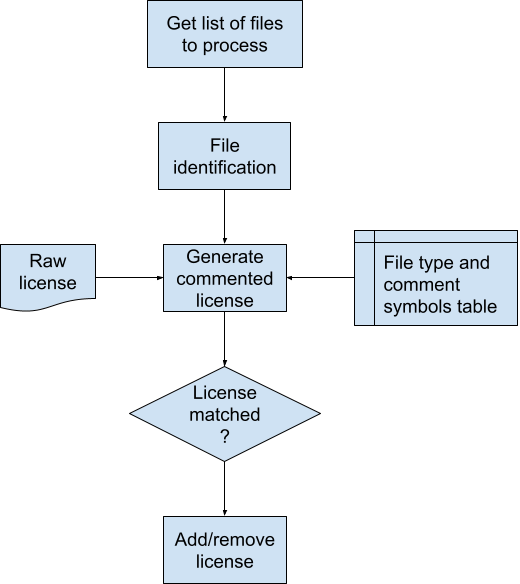 Get list of files
to process
File
identification
Raw
license
Generate
commented
license
File type and
comment
symbols table
License
matched
?
Add/remove
license